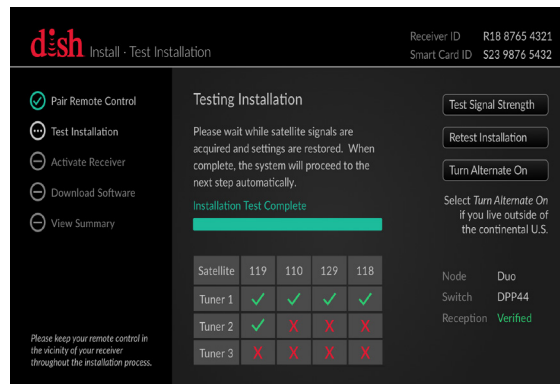 dish Install - Test Installation
Receiver ID R18 8765 4321
Smart Card ID S23 9876 5432
Pair Remote Control
Test Installation
Activate Receiver
Download Software
View Summary
Please keep your remote control in
the vicinity of your receiver
throughout the installation process.
Testing Installation
Please wait while satellite signals are
acquired and settings are restored. When
complete, the system will proceed to the
next step automatically.
Installation Test Complete
Satellite 119 110 129 118
Tuner 1 ✓ ✓ ✓ ✓
Tuner 2 ✓ X X X
Tuner 3 X X X X
Test Signal Strength
Retest Installation
Turn Alternate On
Select Turn Alternate On
if you live outside of
the continental U.S.
Node Duo
Switch DPP44
Reception Verified